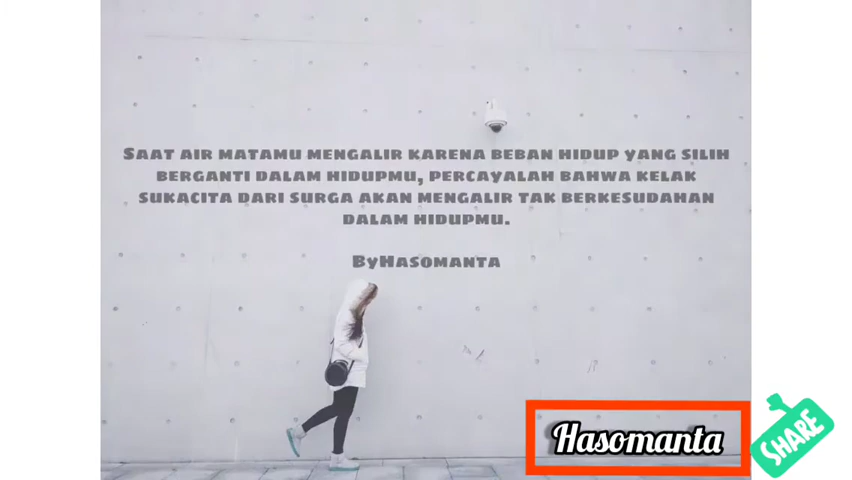 Saat air matamu mengalir karena beban hidup yang silih
berganti dalam hidupmu, percayalah bahwa kelak
sukacita dari surga akan mengalir tak berkesudahan
dalam hidupmu.
ByHasomanta
Hasomanta
SHARE